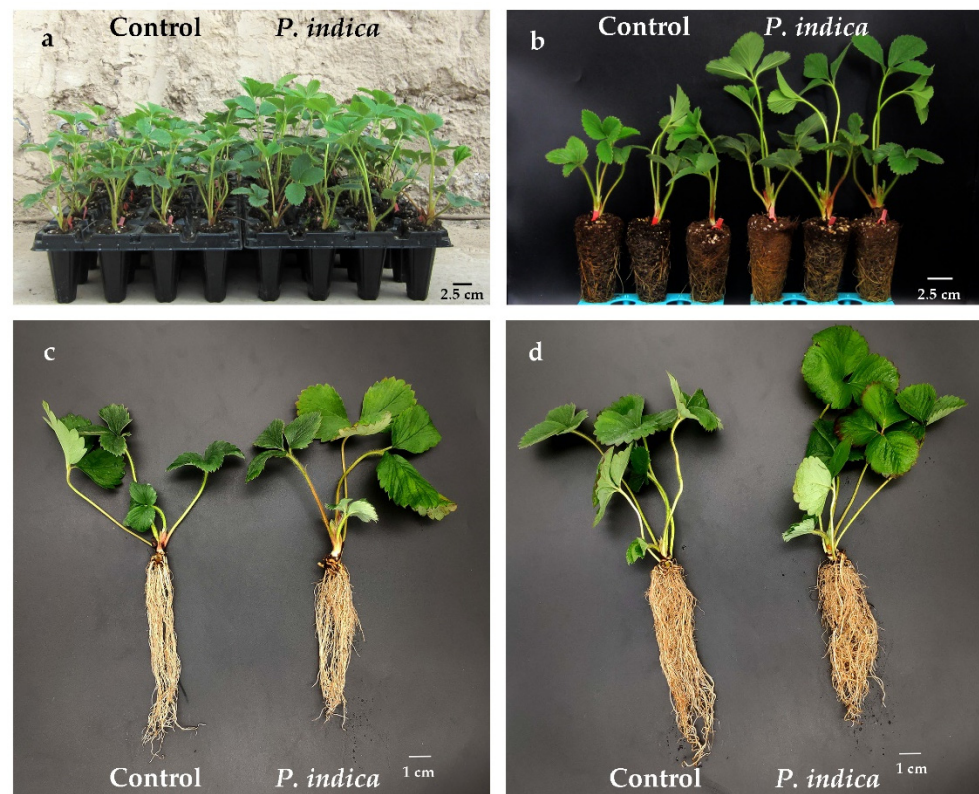 a Control P. indica
2.5 cm
b Control P. indica
2.5 cm
c
Control P. indica
1 cm
d
Control P. indica
1 cm